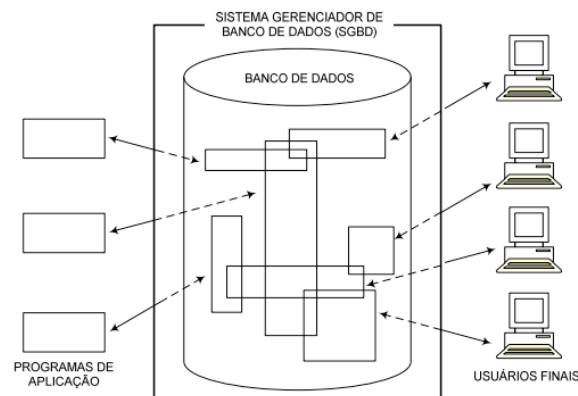 SISTEMA GERENCIADOR DE
BANCO DE DADOS (SGBD)
BANCO DE DADOS
PROGRAMAS DE
APLICAÇÃO
USUÁRIOS FINAIS